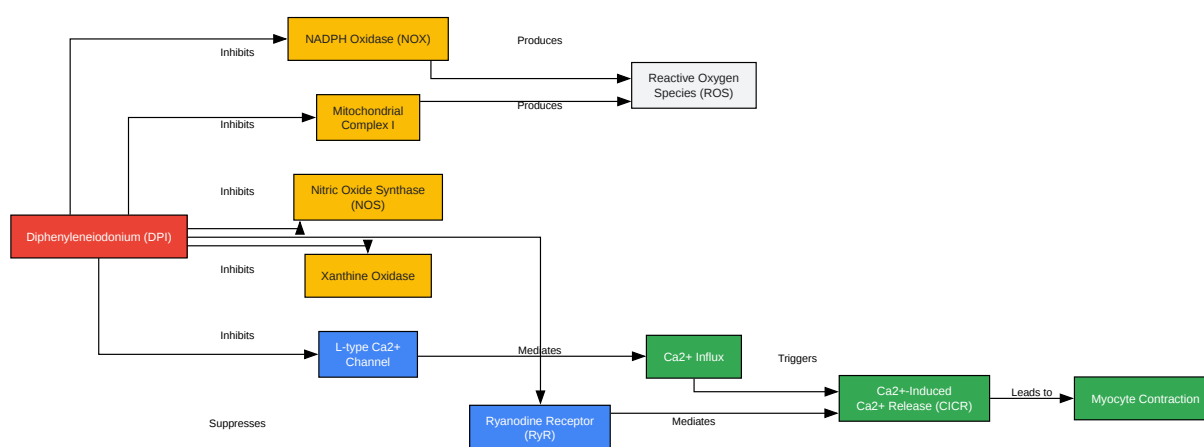 NADPH Oxidase (NOX)
Produces
Inhibits
Reactive Oxygen
Species (ROS)
Mitochondrial
Complex I
Produces
Inhibits
Nitric Oxide Synthase
(NOS)
Inhibits
Diphenyleneiodonium (DPI)
Inhibits
Xanthine Oxidase
Inhibits
L-type Ca2+
Channel
Mediates
Ca2+ Influx
Triggers
Ca2+-Induced
Ca2+ Release (CICR)
Leads to
Myocyte Contraction
Suppresses
Ryanodine Receptor
(RyR)
Mediates